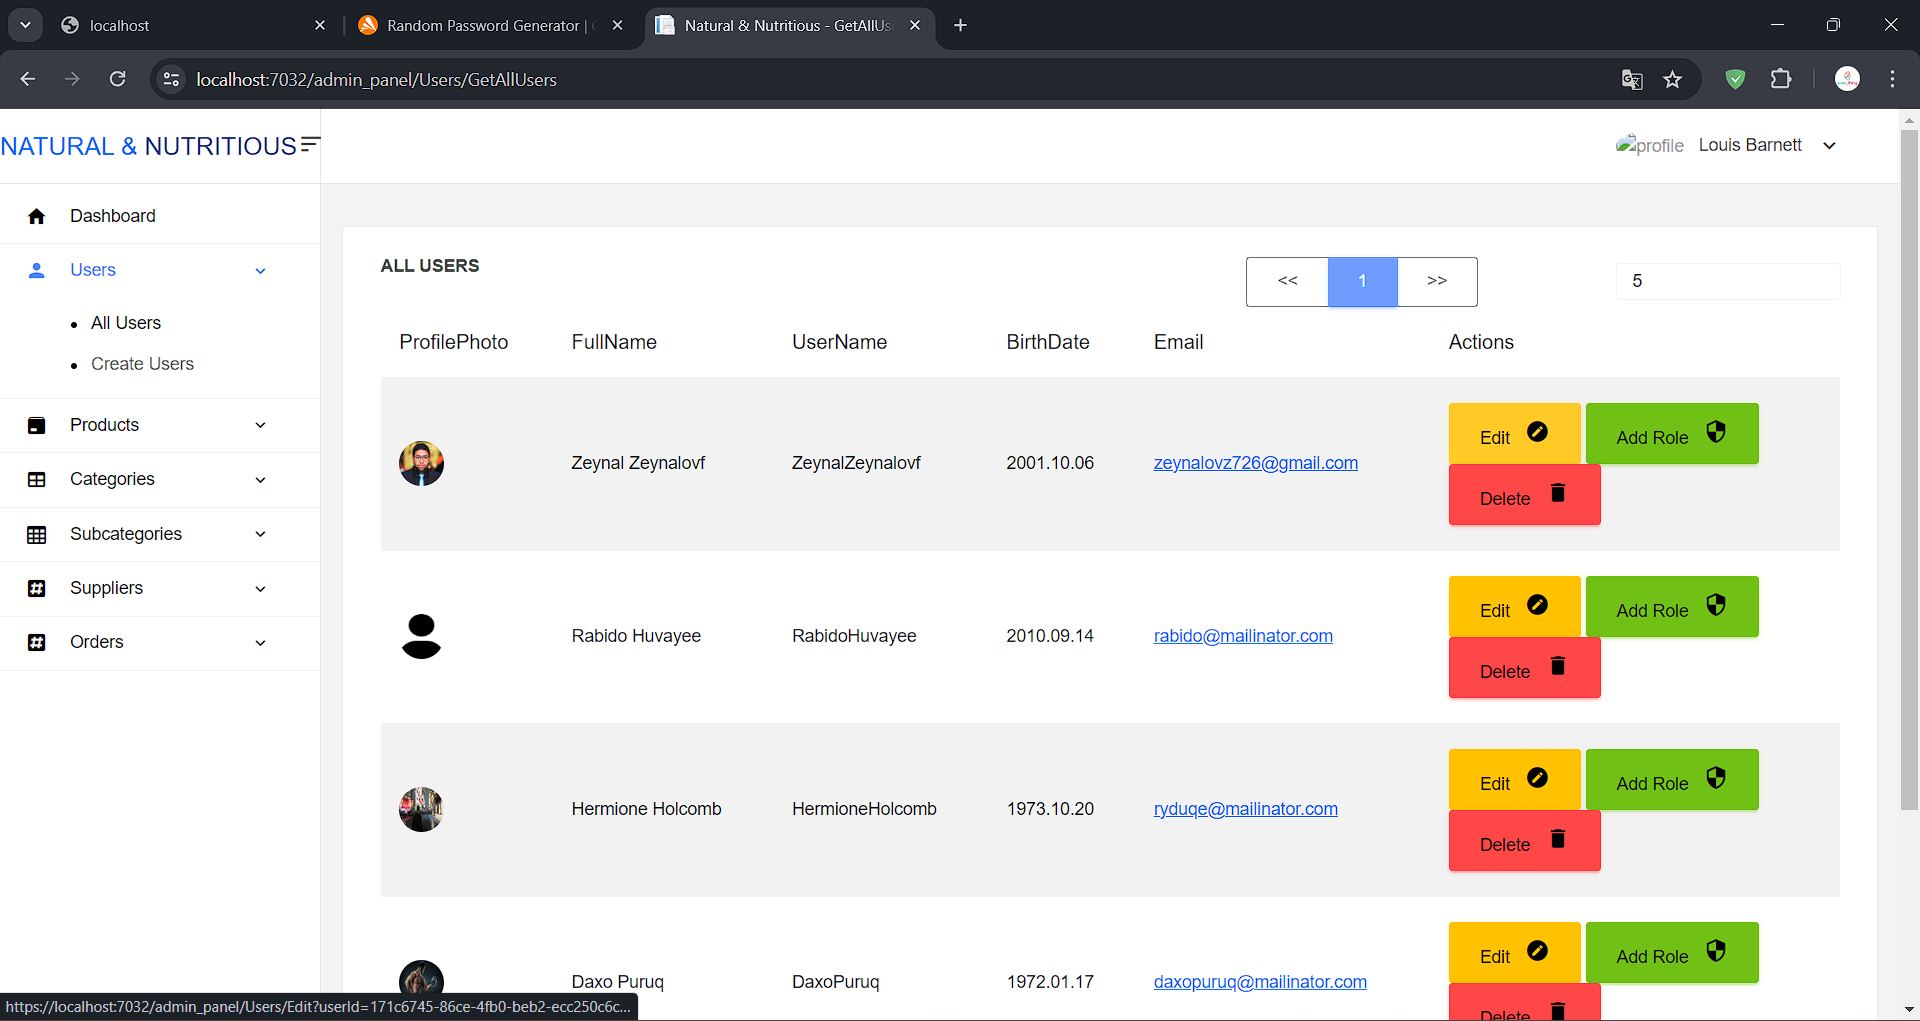 localhost
Random Password Generator |
Natural & Nutritious - GetAllUs
localhost:7032/admin_panel/Users/GetAllUsers
NATURAL & NUTRITIOUS
profile
Louis Barnett
Dashboard
Users
All Users
Create Users
Products
Categories
Subcategories
Suppliers
Orders
ALL USERS
<< 1 >>
5
ProfilePhoto FullName UserName BirthDate Email Actions
Zeynal Zeynalovf ZeynalZeynalovf 2001.10.06 zeynalovz726@gmail.com Edit Add Role
Delete
Rabido Huvayee RabidoHuvayee 2010.09.14 rabido@mailinator.com Edit Add Role
Delete
Hermione Holcomb HermioneHolcomb 1973.10.20 ryduqe@mailinator.com Edit Add Role
Delete
Daxo Puruq DaxoPuruq 1972.01.17 daxopuruq@mailinator.com Edit Add Role
Delete
https://localhost:7032/admin_panel/Users/Edit?userId=171c6745-86ce-4fb0-beb2-ecc250c6c...